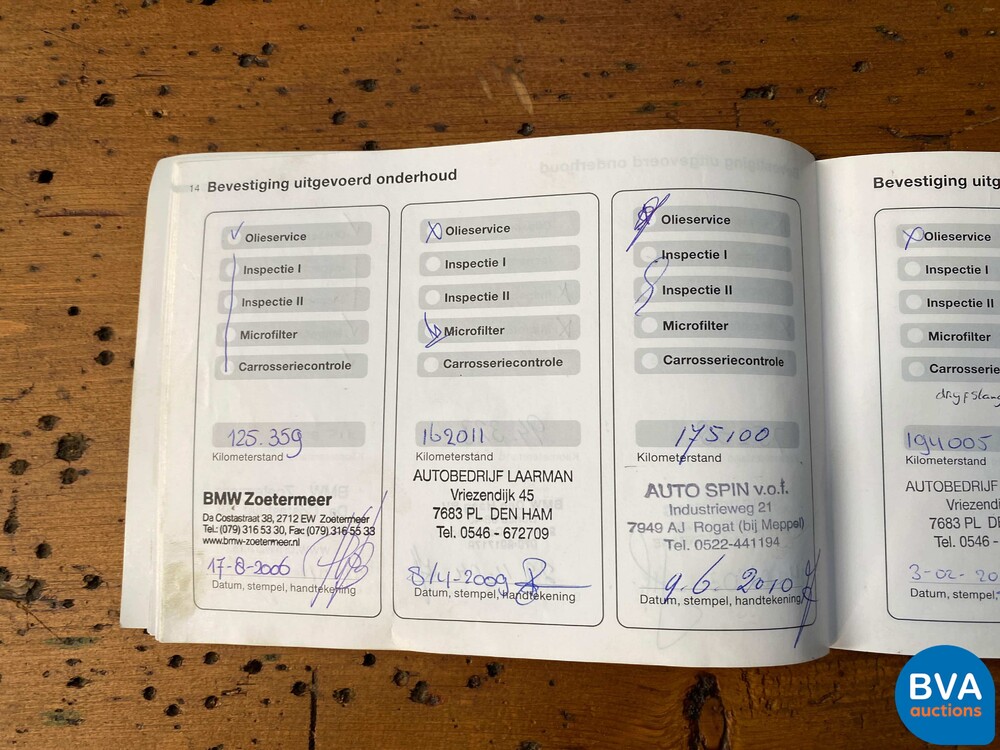 14 Bevestiging uitgevoerd onderhoud
Olieservice
Inspectie I
Inspectie II
Microfilter
Carrosseriecontrole
125.359
Kilometerstand
BMW Zoetermeer
Da Costastraat 38, 2712 EW Zoetermeer
Tel.: (079) 316 53 30, Fax: (079) 316 55 33
www.bmw-zoetermeer.nl
17-8-2006
Datum, stempel, handtekening
Olieservice
Inspectie I
Inspectie II
Microfilter
Carrosseriecontrole
162011
Kilometerstand
AUTOBEDRIJF LAARMAN
Vriezendijk 45
7683 PL DEN HAM
Tel. 0546 - 672709
8/4-2009
Datum, stempel, handtekening
Olieservice
Inspectie I
Inspectie II
Microfilter
Carrosseriecontrole
175100
Kilometerstand
AUTO SPIN v.o.f.
Industrieweg 21
7949 AJ Rogat (bij Meppel)
Tel. 0522-441194
9.6.2010
Datum, stempel, handtekening
Bevestiging uitg
Olieservice
Inspectie I
Inspectie II
Microfilter
Carrosserie
194005
Kilometerstand
AUTOBEDRIJF
Vriezendi
7683 PL
Tel. 0546 -
3-02-20
Datum, stempel,
BVA
auctions